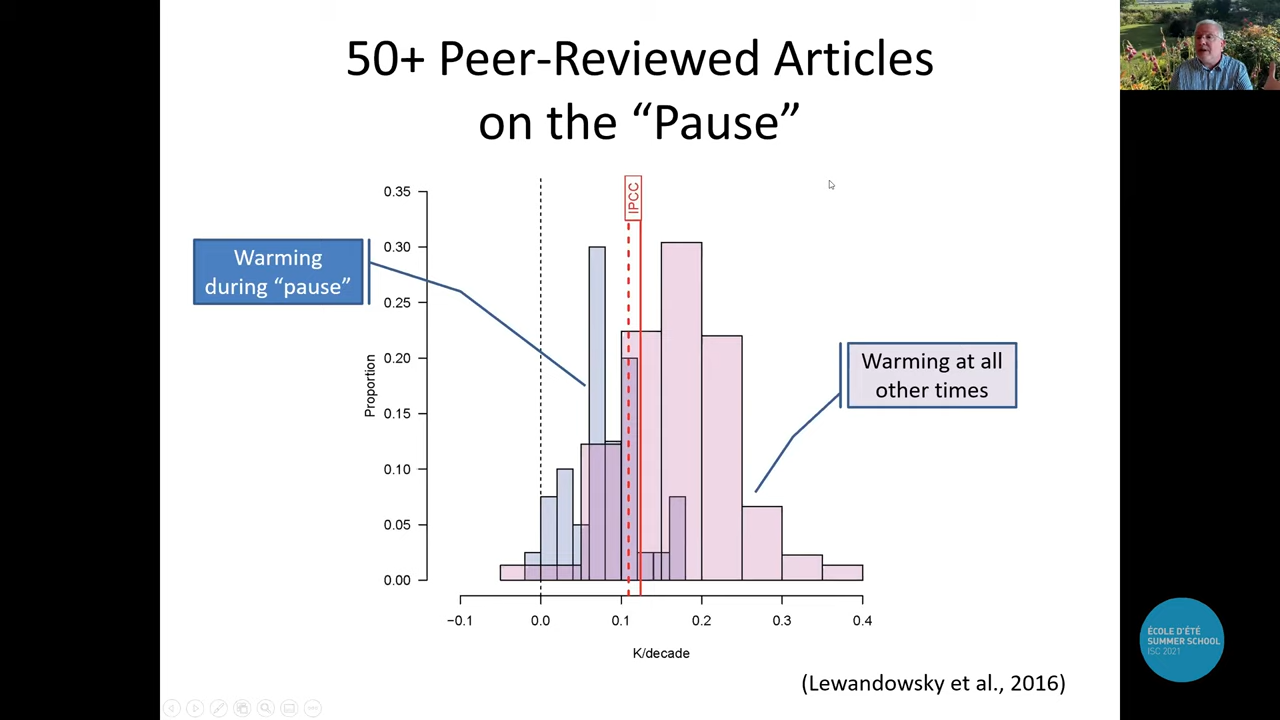 50+ Peer-Reviewed Articles
on the “Pause”
0.35
0.30
0.25
0.20
0.15
0.10
0.05
0.00
Proportion
IPCC
Warming
during “pause”
Warming at all
other times
−0.1
0.0
0.1
0.2
0.3
0.4
K/decade
(Lewandowsky et al., 2016)
ÉCOLE D'ÉTÉ
SUMMER SCHOOL
ISC 2021